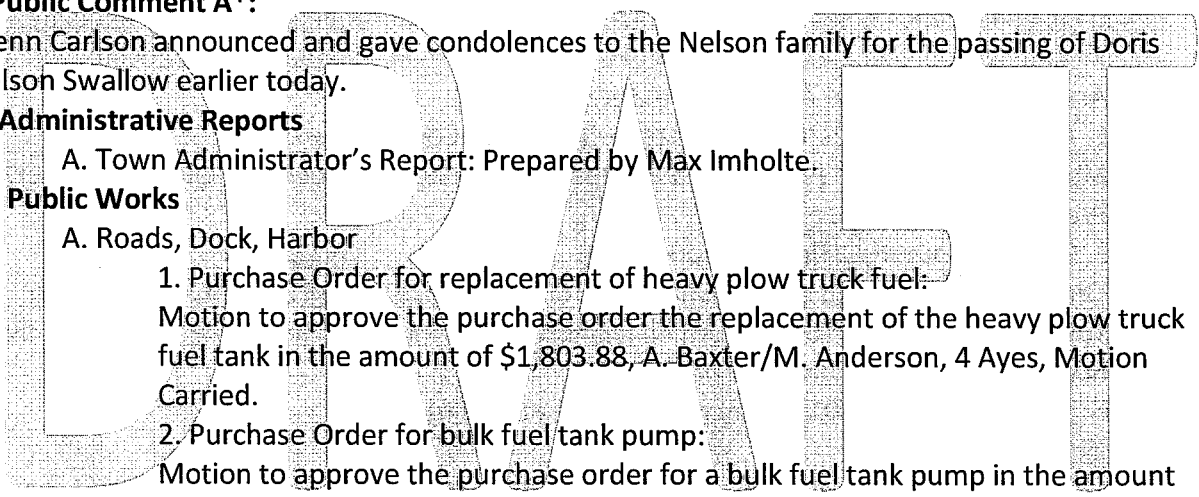 Public Comment A*:
enn Carlson announced and gave condolences to the Nelson family for the passing of Doris
lson Swallow earlier today.
Administrative Reports
A. Town Administrator's Report: Prepared by Max Imholte.
Public Works
A. Roads, Dock, Harbor
1. Purchase Order for replacement of heavy plow truck fuel:
Motion to approve the purchase order the replacement of the heavy plow truck
fuel tank in the amount of $1,803.88, A. Baxter/M. Anderson, 4 Ayes, Motion
Carried.
2. Purchase Order for bulk fuel tank pump:
Motion to approve the purchase order for a bulk fuel tank pump in the amount
DRAFT